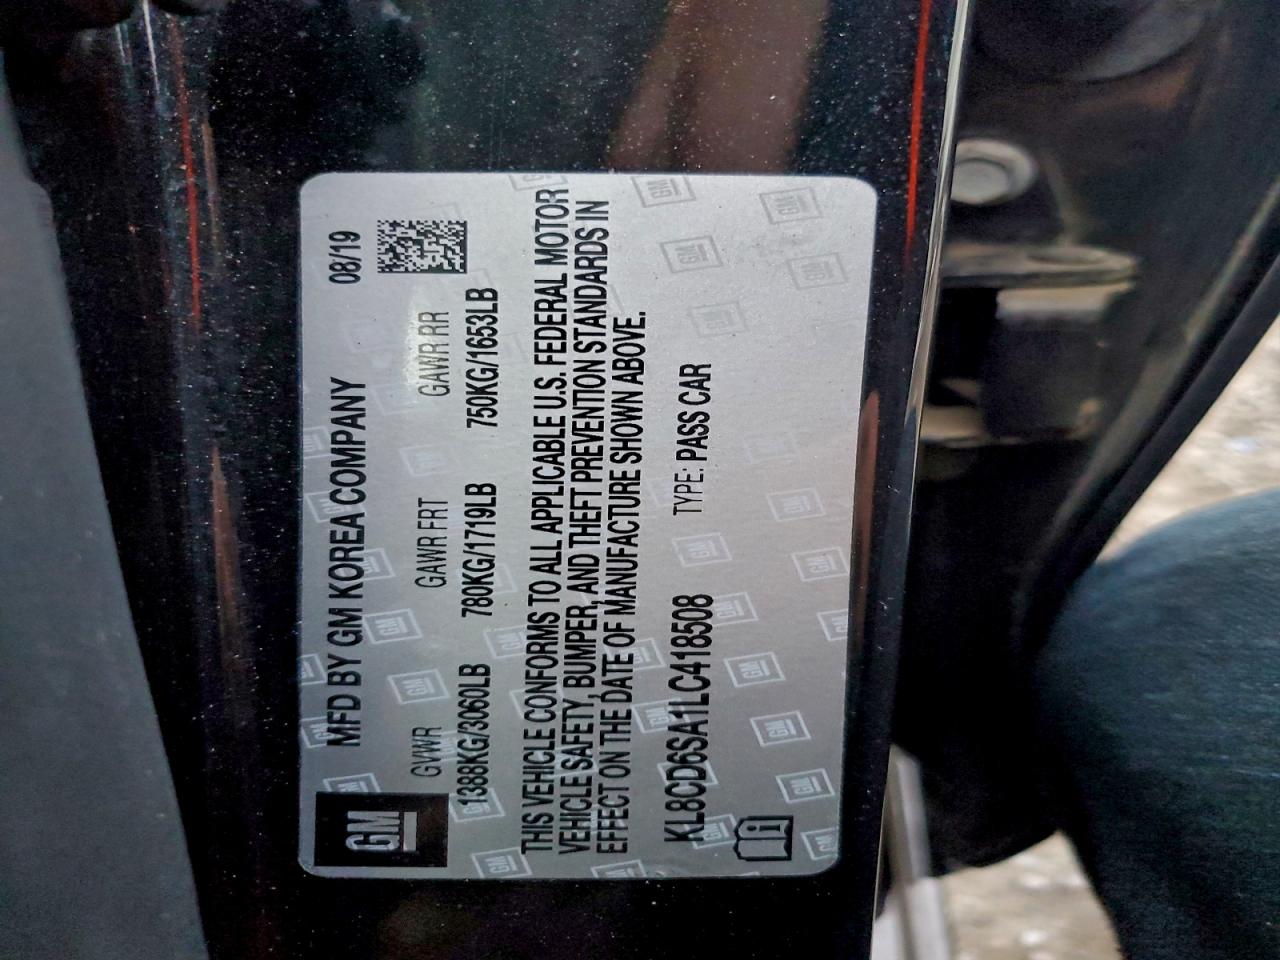 GM
MFD BY GM KOREA COMPANY 08/19
GVWR GAWR FRT GAWR RR
1388KG/3060LB 780KG/1719LB 750KG/1653LB
THIS VEHICLE CONFORMS TO ALL APPLICABLE U.S. FEDERAL MOTOR
VEHICLE SAFETY, BUMPER, AND THEFT PREVENTION STANDARDS IN
EFFECT ON THE DATE OF MANUFACTURE SHOWN ABOVE.
KL8CD6SA1LC418508 TYPE: PASS CAR